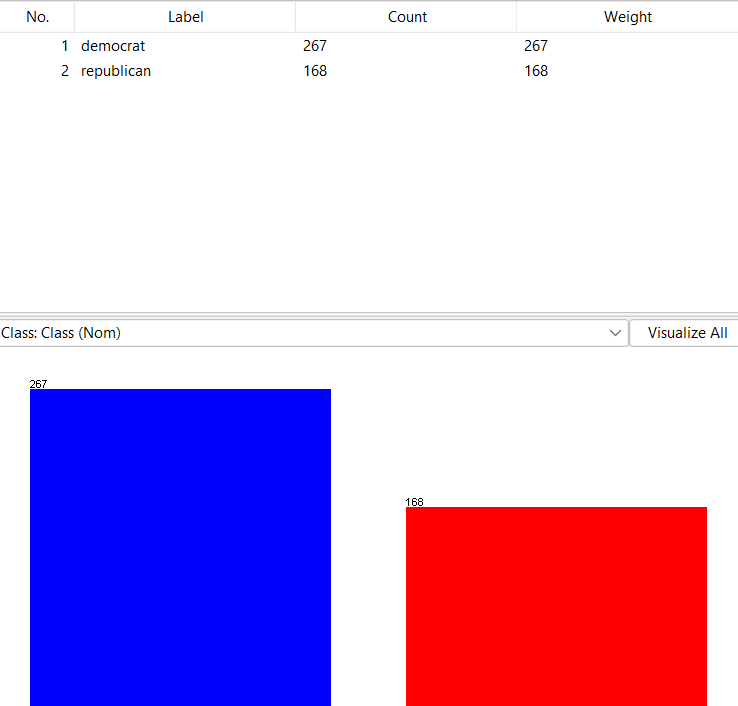 No. Label Count Weight
1 democrat 267 267
2 republican 168 168
Class: Class (Nom) Visualize All
267
168